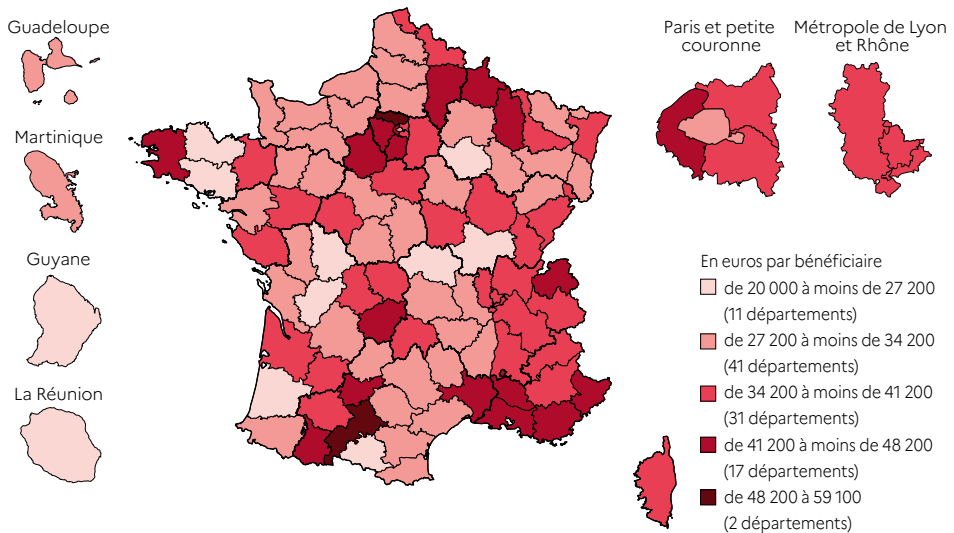 Guadeloupe
Martinique
Guyane
La Réunion
Paris et petite
couronne
Métropole de Lyon
et Rhône
En euros par bénéficiaire
de 20 000 à moins de 27 200
(11 départements)
de 27 200 à moins de 34 200
(41 départements)
de 34 200 à moins de 41 200
(31 départements)
de 41 200 à moins de 48 200
(17 départements)
de 48 200 à 59 100
(2 départements)